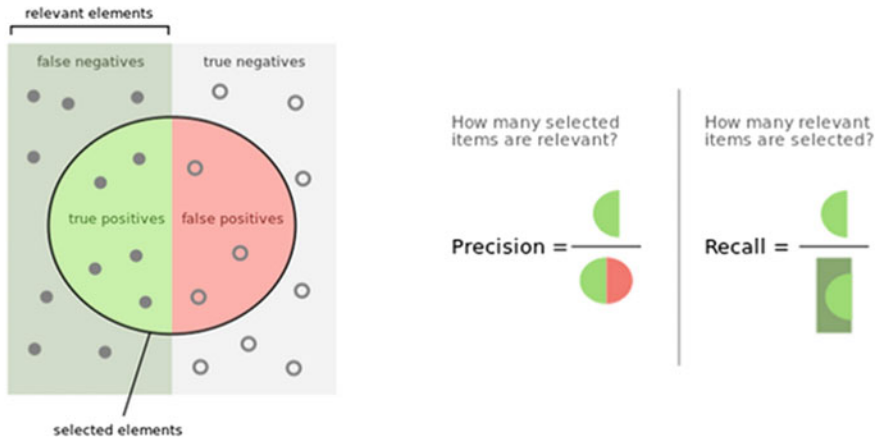 relevant elements
false negatives
true negatives
true positives
false positives
selected elements
How many selected
items are relevant?
Precision =
How many relevant
items are selected?
Recall =